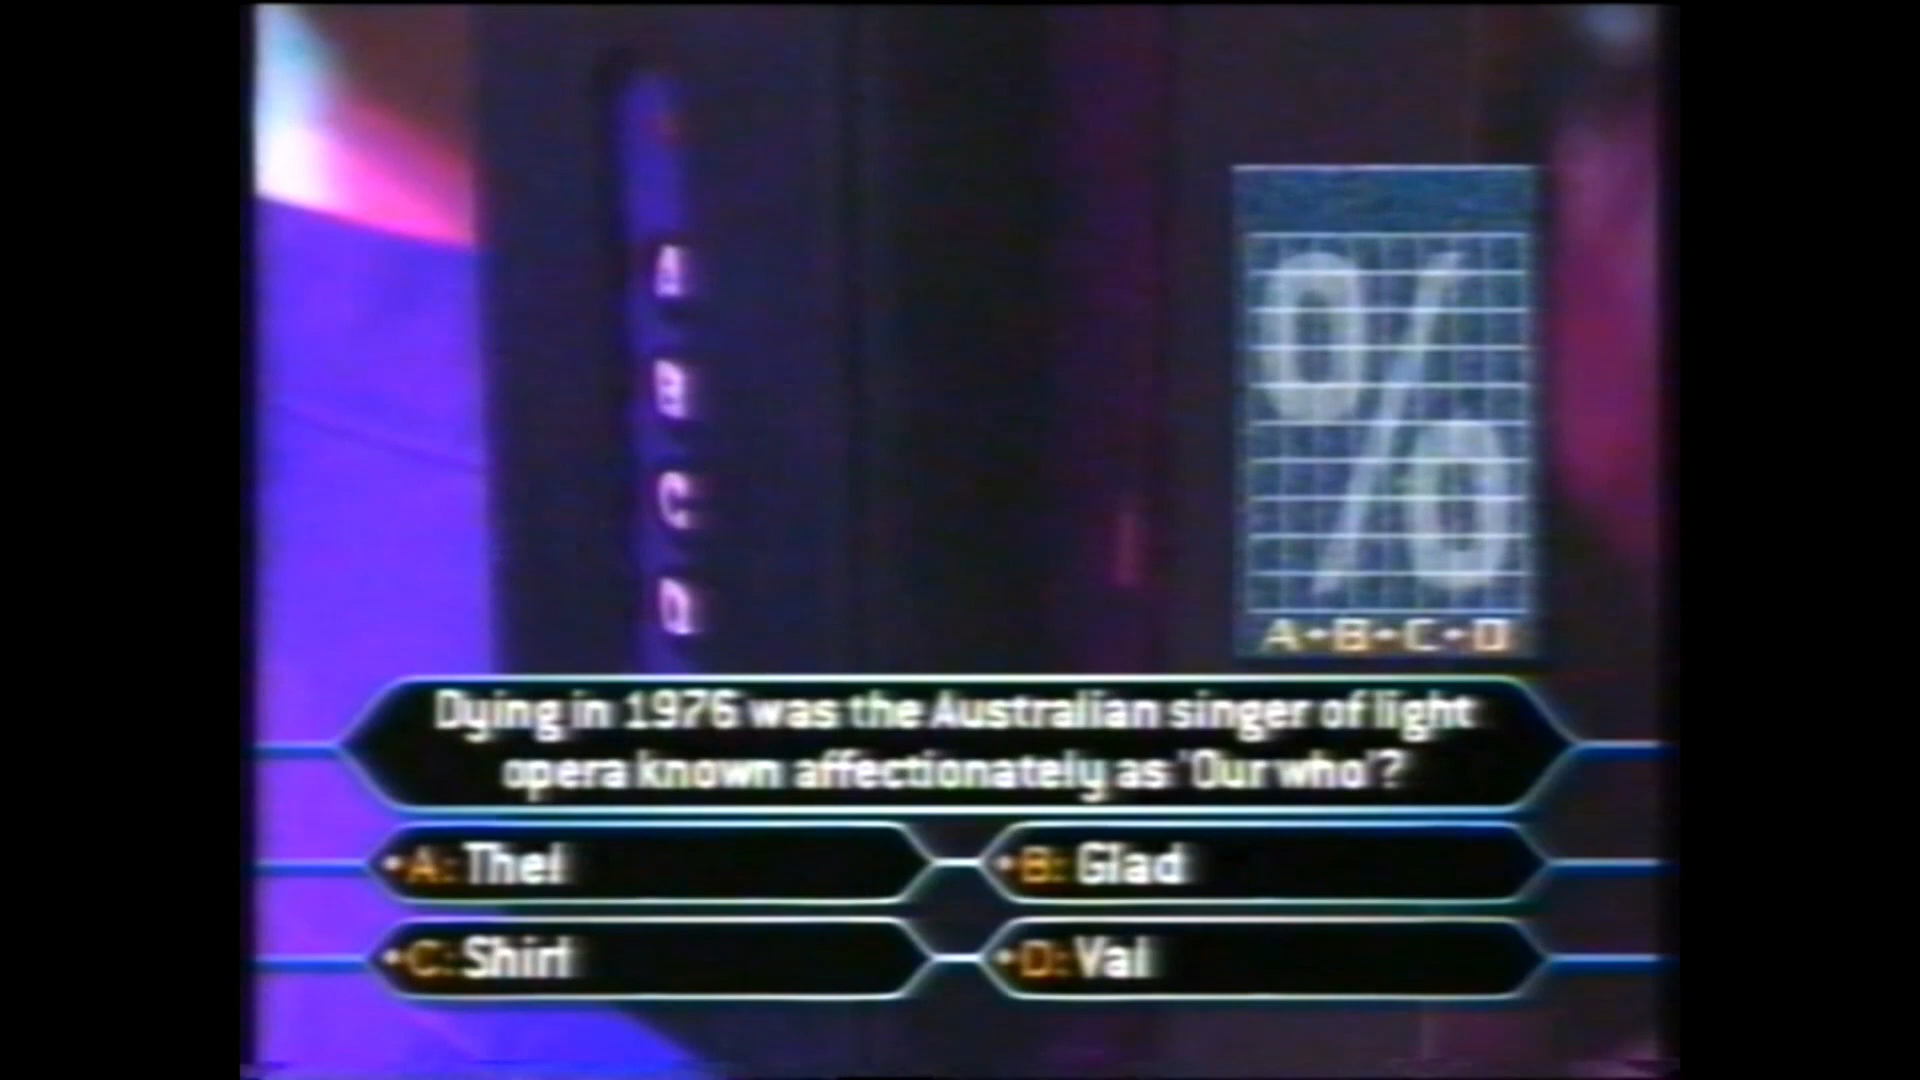 A
B
C
D
%
A•B•C•D
Dying in 1976 was the Australian singer of light
opera known affectionately as 'Our who'?
•A: Thel
•B: Glad
•C: Shirl
•D: Val